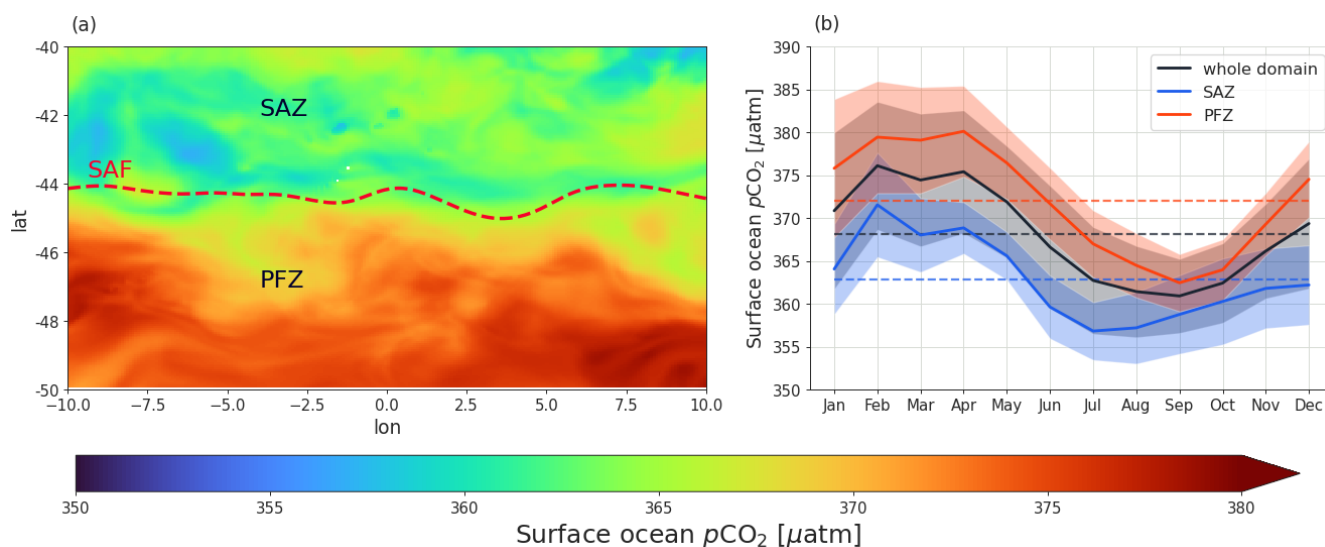 (a)
-40
-42
-44
-46
-48
-50
lat
SAZ
SAF
PFZ
−10.0 −7.5 −5.0 −2.5 0.0 2.5 5.0 7.5 10.0
lon
(b)
390
385
380
375
370
365
360
355
350
Surface ocean pCO₂ [μatm]
whole domain
SAZ
PFZ
Jan Feb Mar Apr May Jun Jul Aug Sep Oct Nov Dec
350 355 360 365 370 375 380
Surface ocean pCO₂ [μatm]